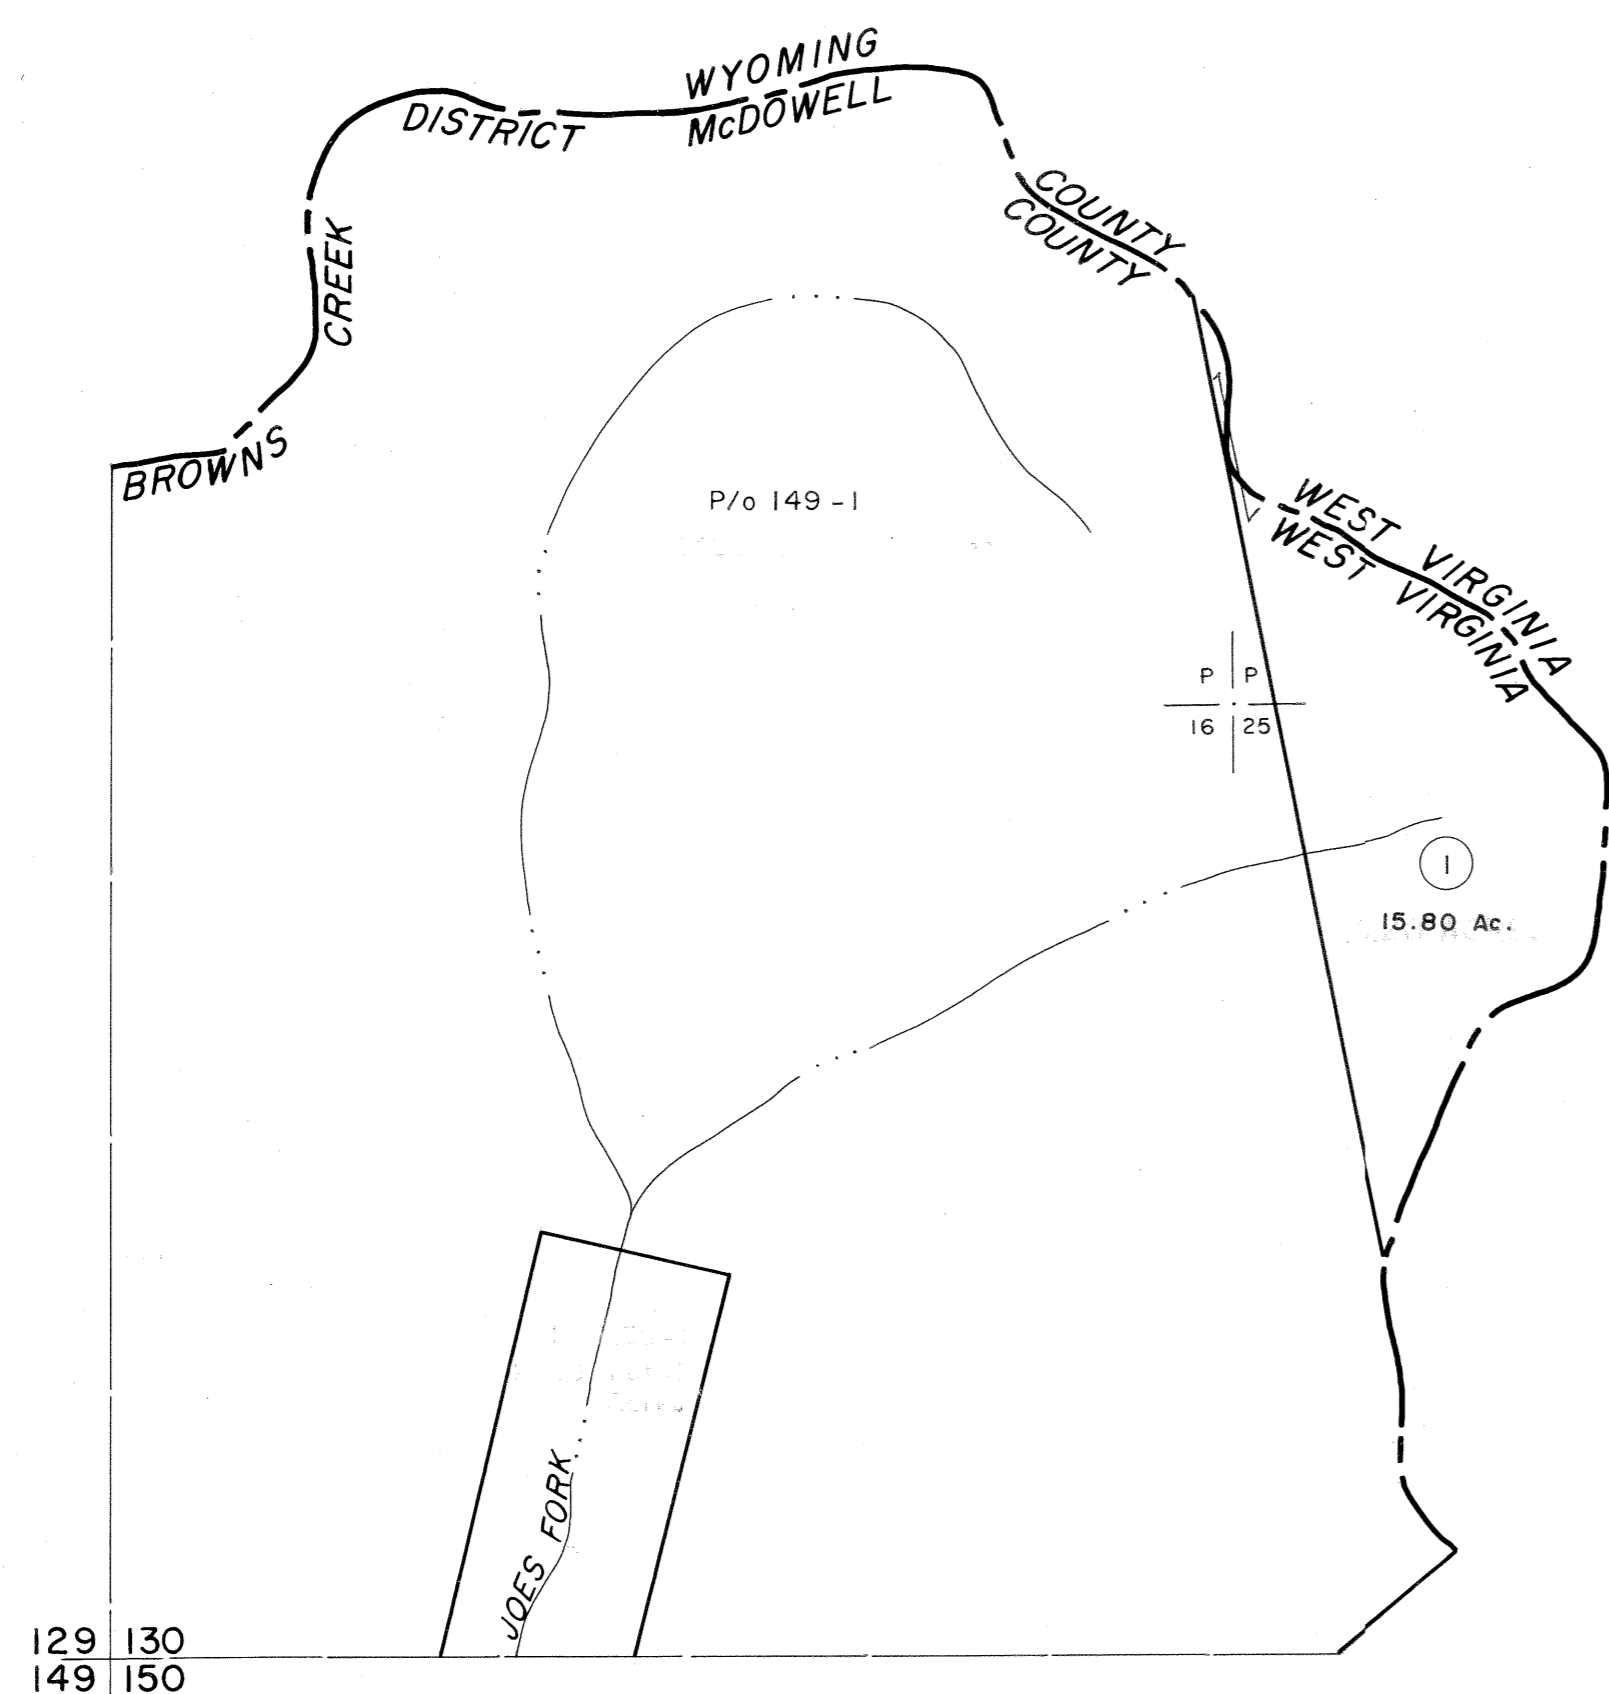 WYOMING
McDOWELL
DISTRICT
COUNTY
COUNTY
CREEK
BROWNS
WEST VIRGINIA
WEST VIRGINIA
P/o 149-1
P P
16 25
1
15.80 Ac.
JOES FORK
129 130
149 150